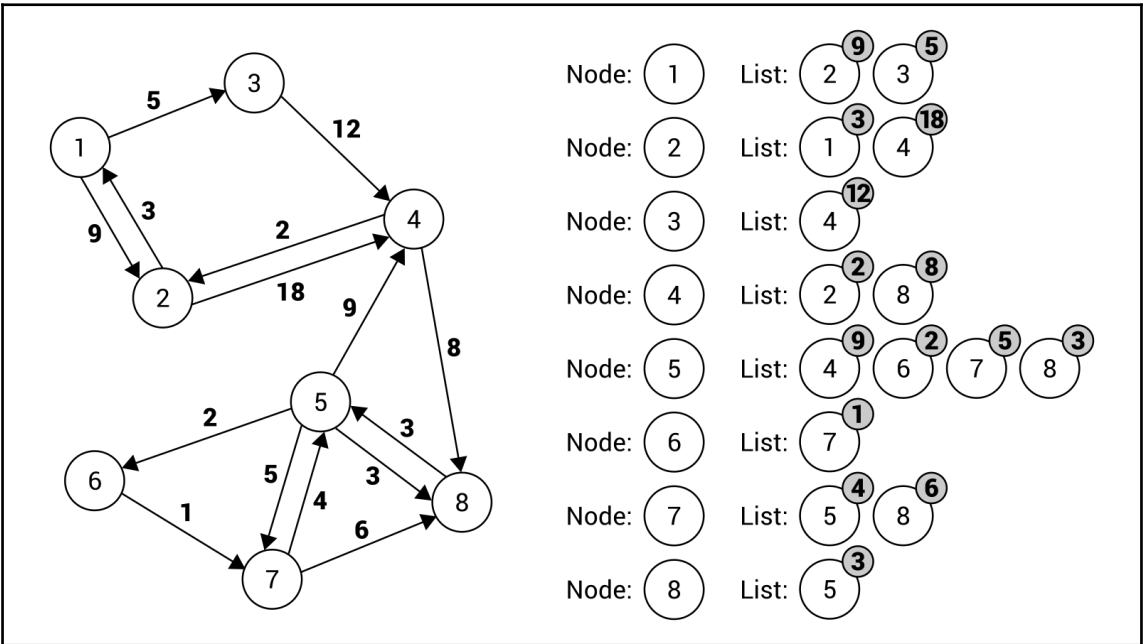 3
5
12
1
3
9
2
4
2
18
9
8
5
2
3
6
5
3
8
4
1
6
7
Node: 1 List: 2 9 3 5
Node: 2 List: 1 3 4 18
Node: 3 List: 4 12
Node: 4 List: 2 2 8 8
Node: 5 List: 4 9 6 2 7 5 8 3
Node: 6 List: 7 1
Node: 7 List: 5 4 8 6
Node: 8 List: 5 3